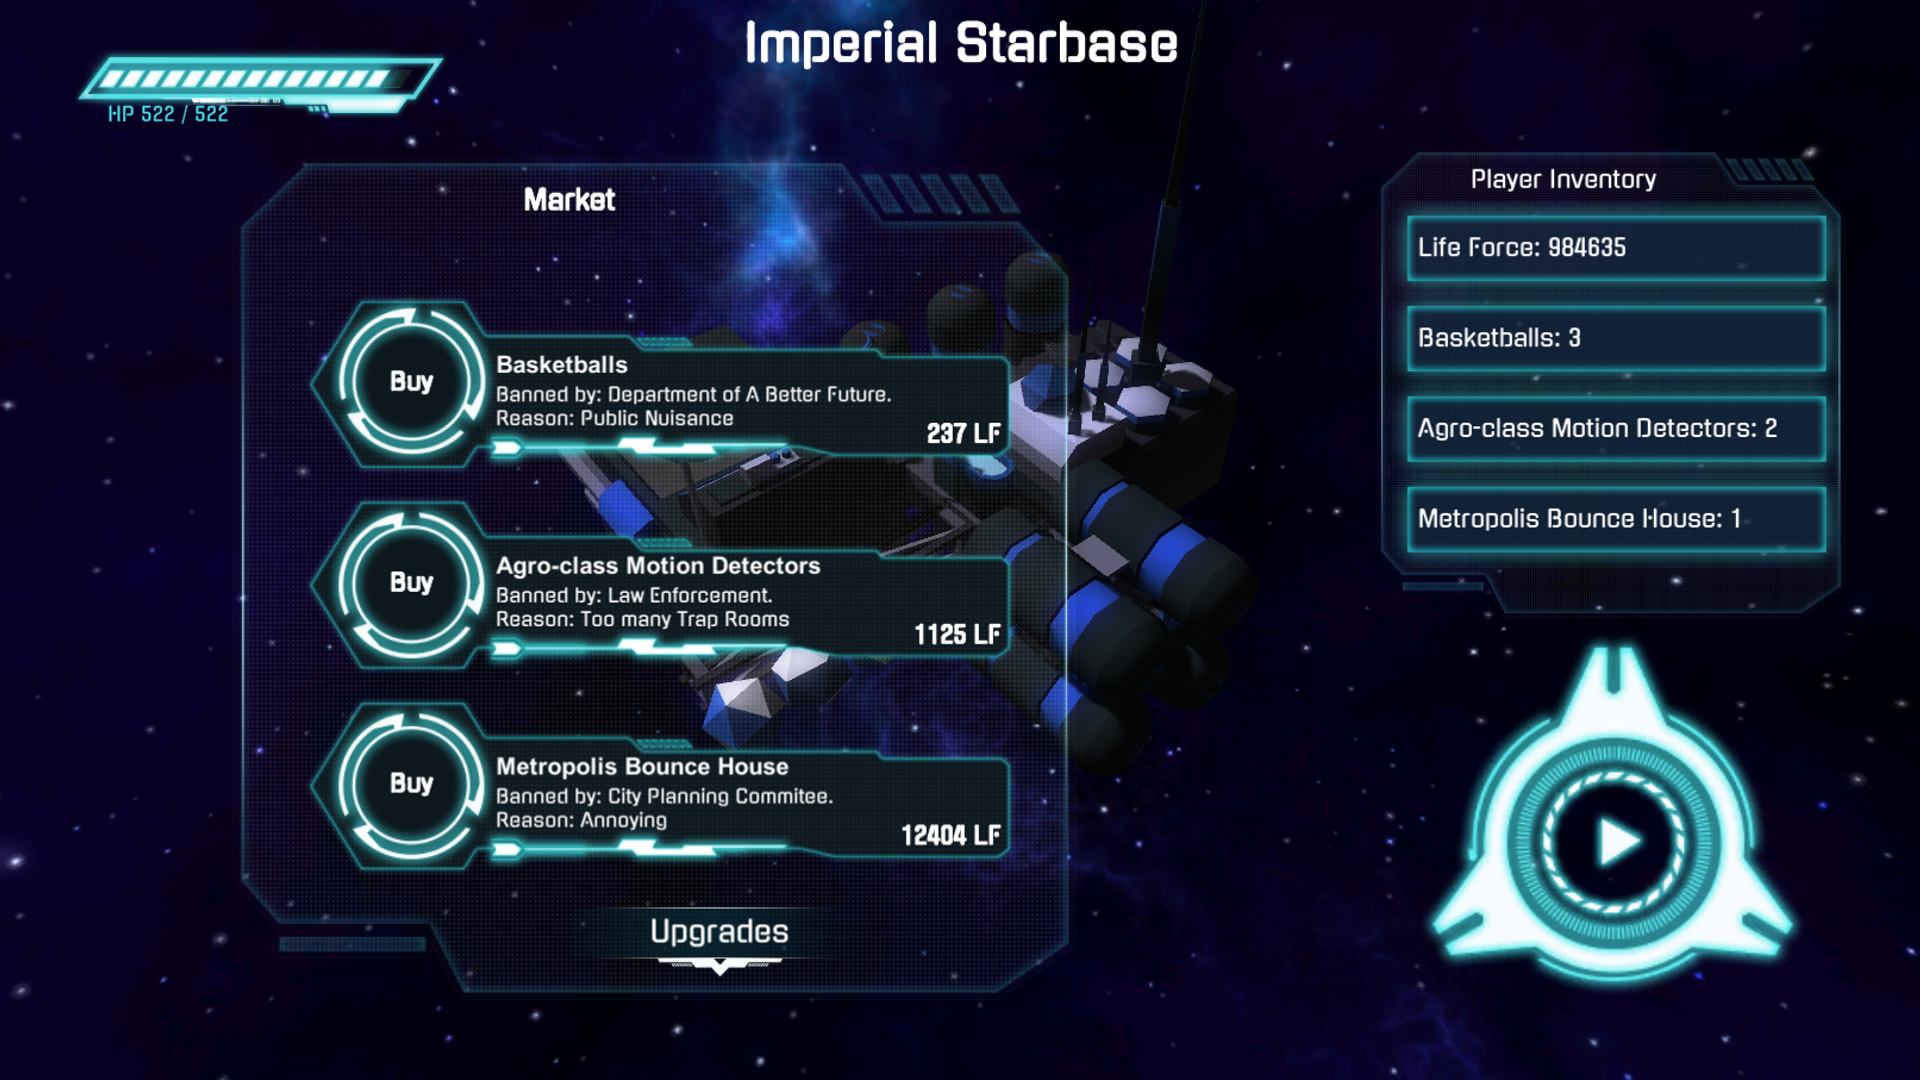 Imperial Starbase
HP 522 / 522
Market
Buy
Basketballs
Banned by: Department of A Better Future.
Reason: Public Nuisance
237 LF
Buy
Agro-class Motion Detectors
Banned by: Law Enforcement.
Reason: Too many Trap Rooms
1125 LF
Buy
Metropolis Bounce House
Banned by: City Planning Commitee.
Reason: Annoying
12404 LF
Upgrades
Player Inventory
Life Force: 984635
Basketballs: 3
Agro-class Motion Detectors: 2
Metropolis Bounce House: 1